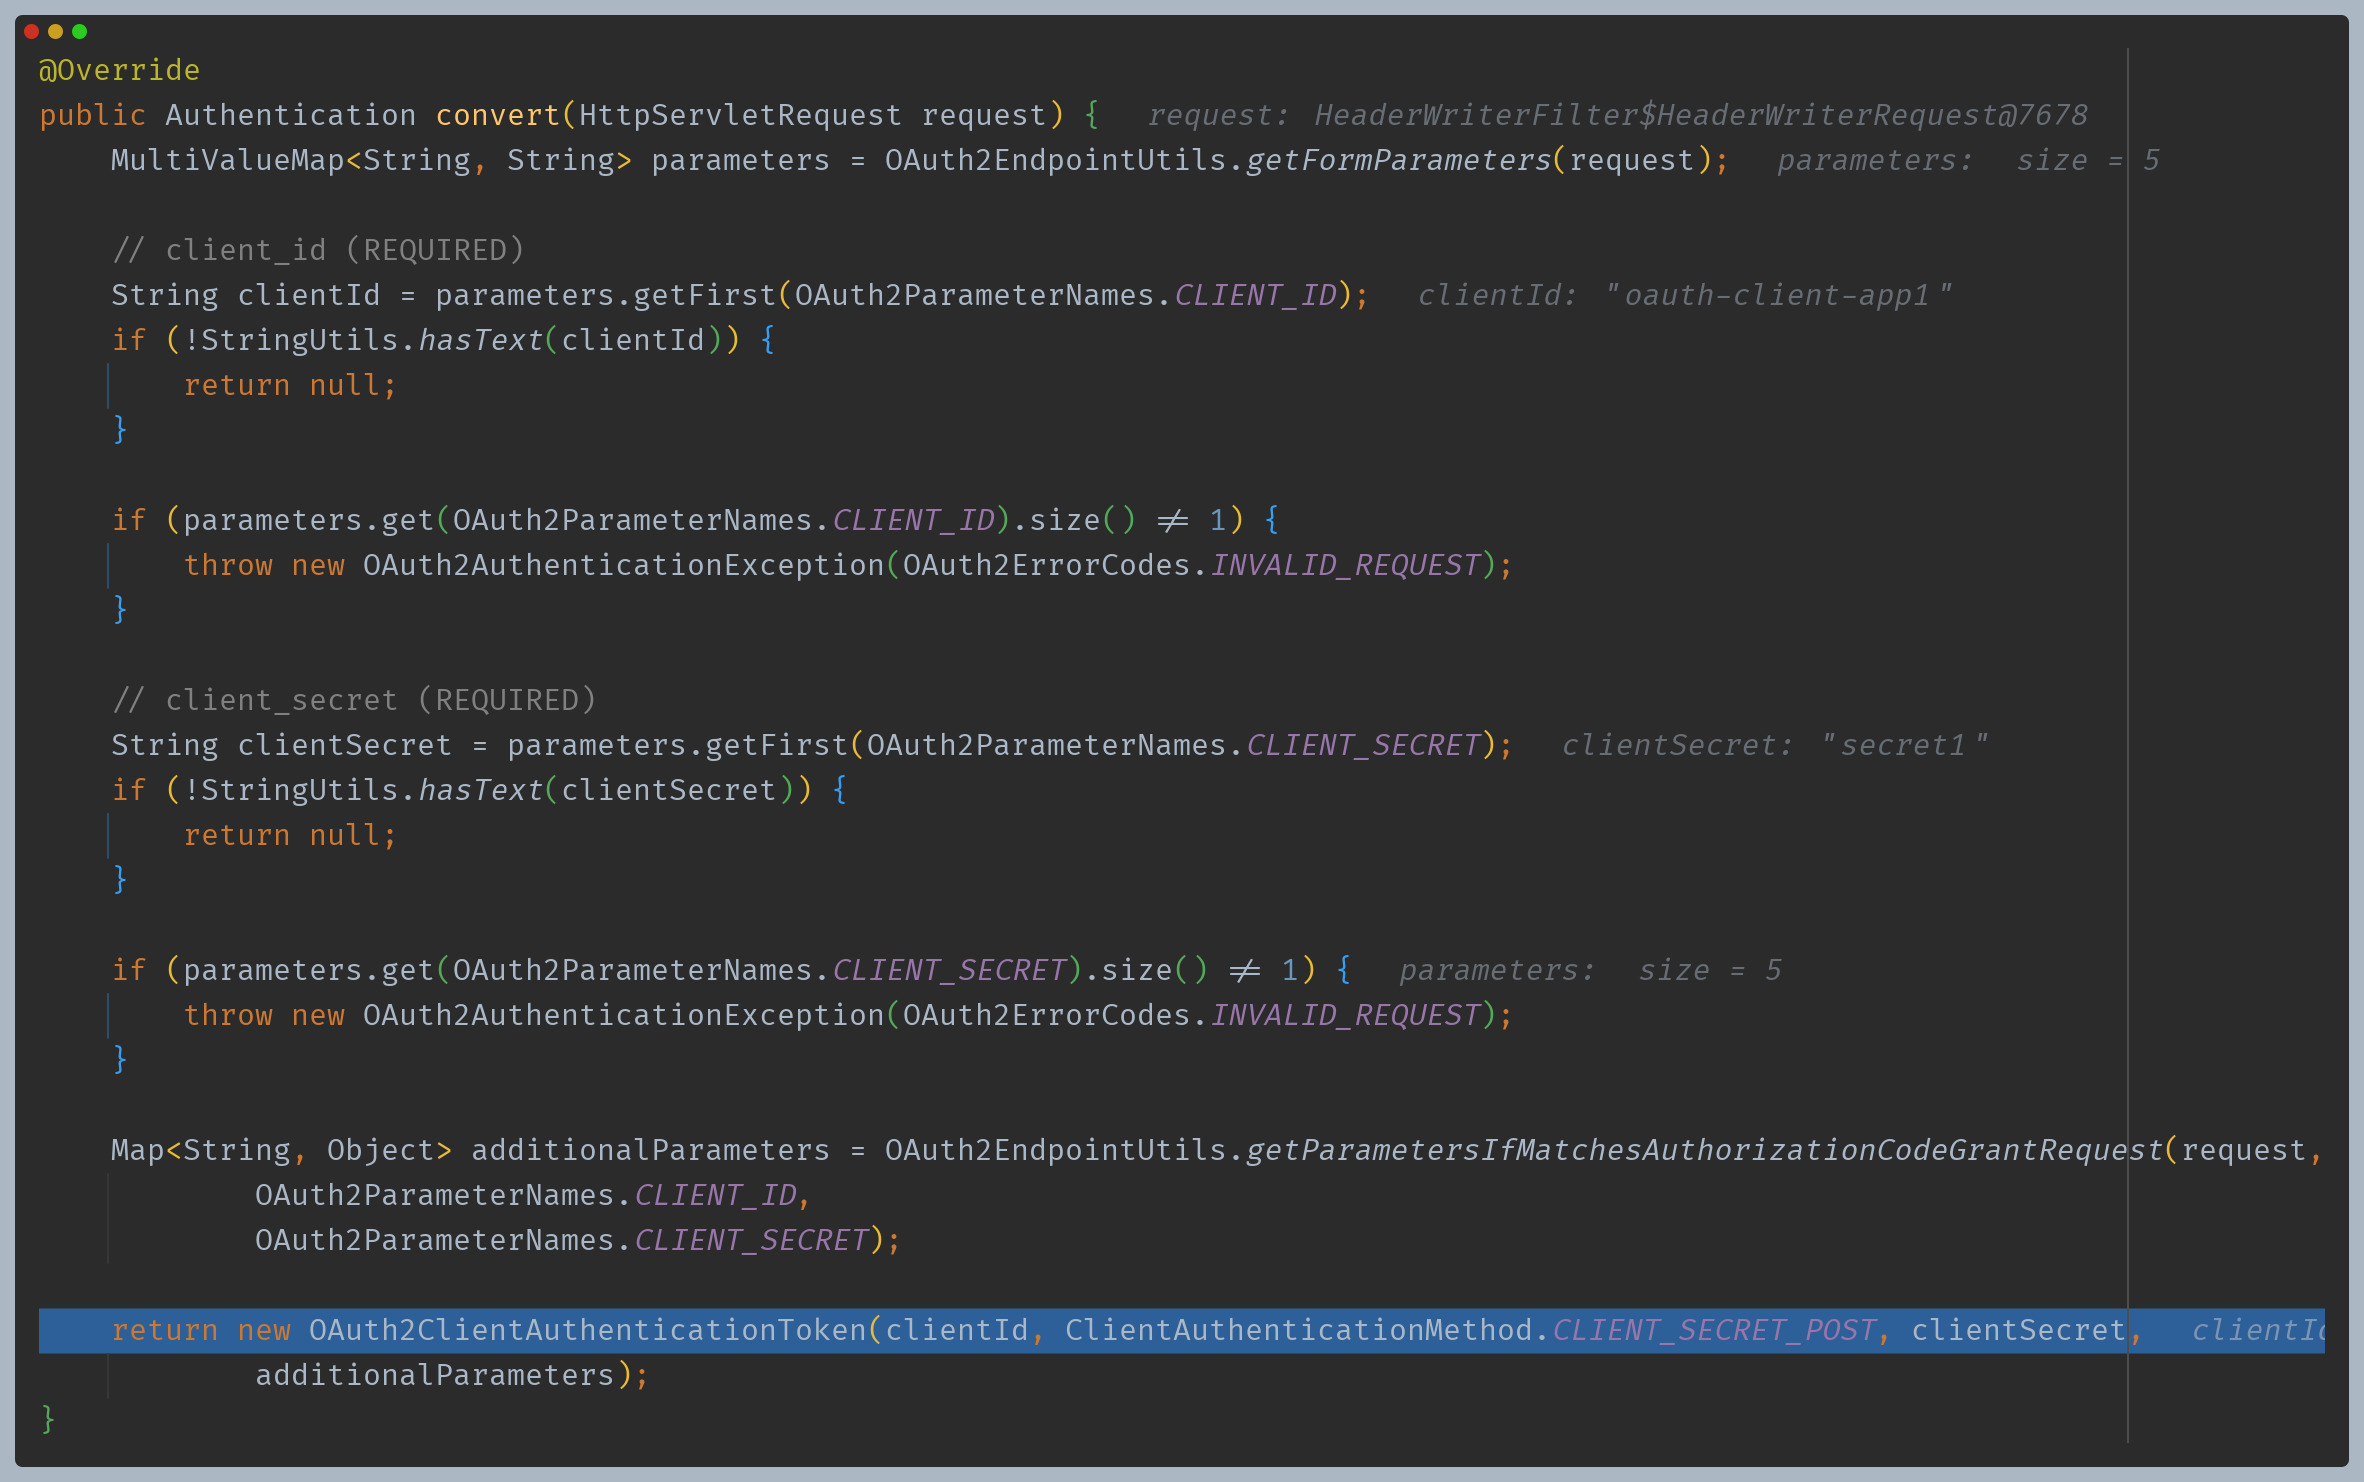 @Override
public Authentication convert(HttpServletRequest request) {   request: HeaderWriterFilter$HeaderWriterRequest@7678
    MultiValueMap<String, String> parameters = OAuth2EndpointUtils.getFormParameters(request);   parameters:  size = 5

    // client_id (REQUIRED)
    String clientId = parameters.getFirst(OAuth2ParameterNames.CLIENT_ID);   clientId: "oauth-client-app1"
    if (!StringUtils.hasText(clientId)) {
        return null;
    }

    if (parameters.get(OAuth2ParameterNames.CLIENT_ID).size() != 1) {
        throw new OAuth2AuthenticationException(OAuth2ErrorCodes.INVALID_REQUEST);
    }

    // client_secret (REQUIRED)
    String clientSecret = parameters.getFirst(OAuth2ParameterNames.CLIENT_SECRET);   clientSecret: "secret1"
    if (!StringUtils.hasText(clientSecret)) {
        return null;
    }

    if (parameters.get(OAuth2ParameterNames.CLIENT_SECRET).size() != 1) {   parameters:  size = 5
        throw new OAuth2AuthenticationException(OAuth2ErrorCodes.INVALID_REQUEST);
    }

    Map<String, Object> additionalParameters = OAuth2EndpointUtils.getParametersIfMatchesAuthorizationCodeGrantRequest(request,
            OAuth2ParameterNames.CLIENT_ID,
            OAuth2ParameterNames.CLIENT_SECRET);

    return new OAuth2ClientAuthenticationToken(clientId, ClientAuthenticationMethod.CLIENT_SECRET_POST, clientSecret,
            additionalParameters);
}